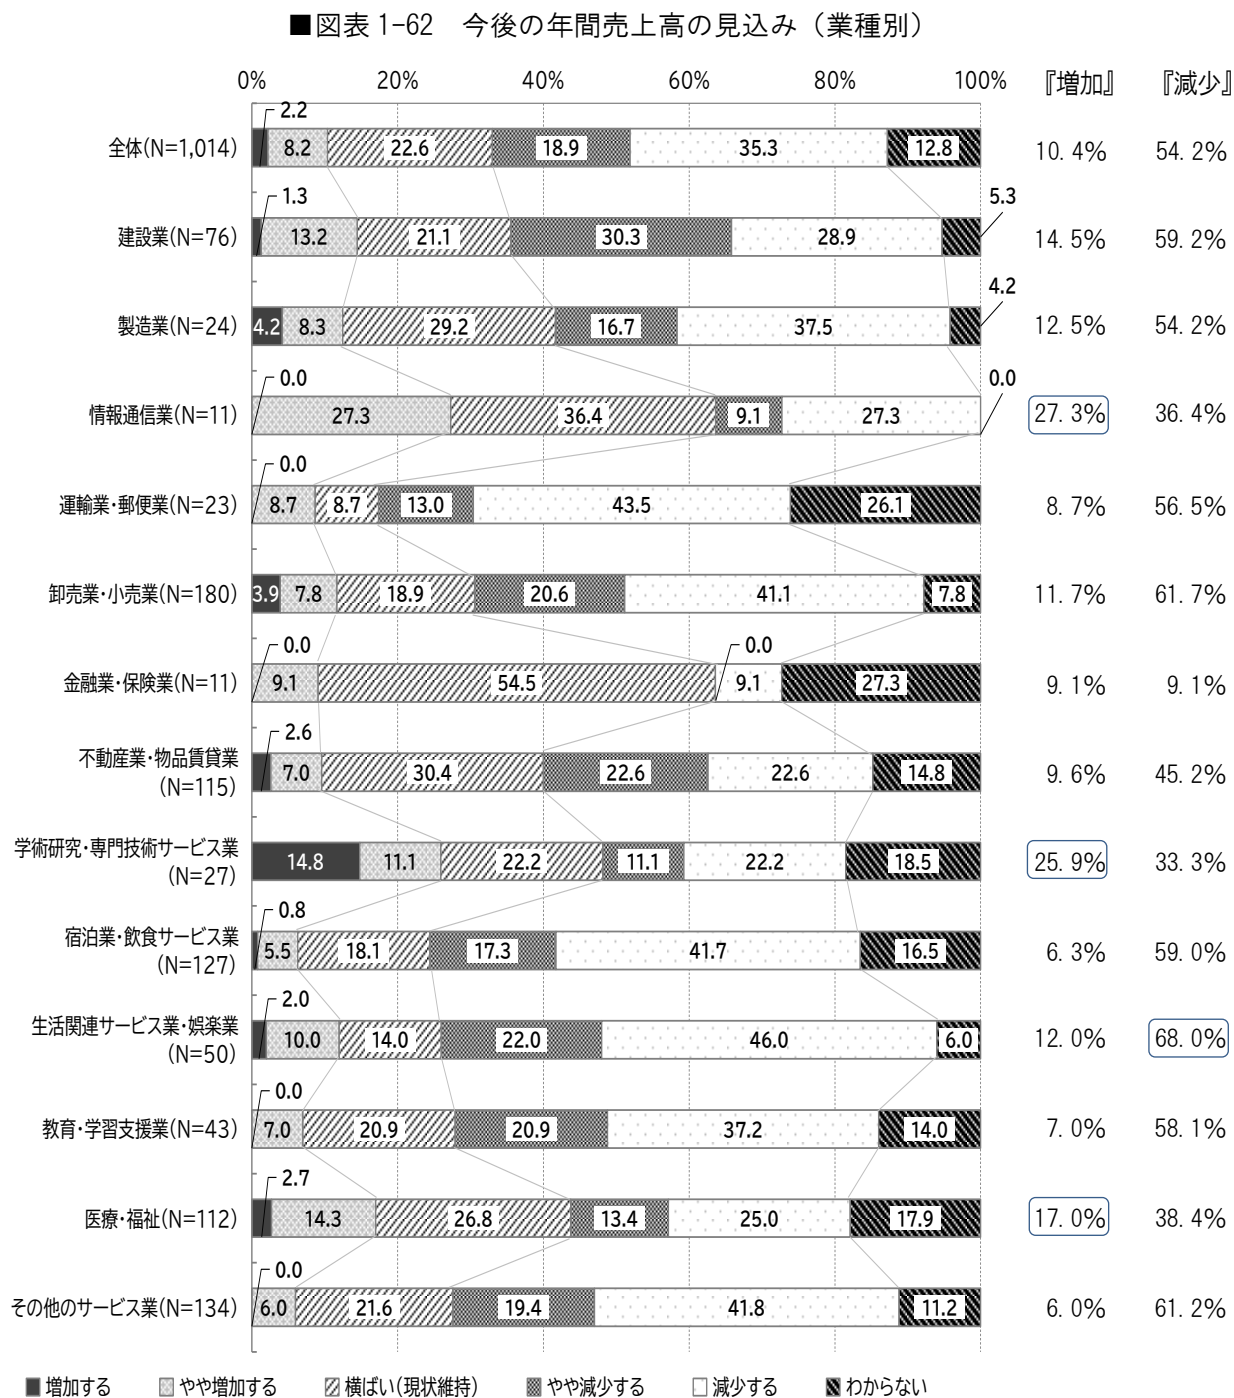 ■図表 1-62　今後の年間売上高の見込み（業種別）
0% 20% 40% 60% 80% 100% 『増加』 『減少』
2.2
全体(N=1,014) 8.2 22.6 18.9 35.3 12.8 10.4% 54.2%
1.3 5.3
建設業(N=76) 13.2 21.1 30.3 28.9 14.5% 59.2%
4.2
製造業(N=24) 4.2 8.3 29.2 16.7 37.5 12.5% 54.2%
0.0 0.0
情報通信業(N=11) 27.3 36.4 9.1 27.3 27.3% 36.4%
0.0
運輸業・郵便業(N=23) 8.7 8.7 13.0 43.5 26.1 8.7% 56.5%
卸売業・小売業(N=180) 3.9 7.8 18.9 20.6 41.1 7.8 11.7% 61.7%
0.0 0.0
金融業・保険業(N=11) 9.1 54.5 9.1 27.3 9.1% 9.1%
2.6
不動産業・物品賃貸業
(N=115) 7.0 30.4 22.6 22.6 14.8 9.6% 45.2%
学術研究・専門技術サービス業
(N=27) 14.8 11.1 22.2 11.1 22.2 18.5 25.9% 33.3%
0.8
宿泊業・飲食サービス業
(N=127) 5.5 18.1 17.3 41.7 16.5 6.3% 59.0%
2.0
生活関連サービス業・娯楽業
(N=50) 10.0 14.0 22.0 46.0 6.0 12.0% 68.0%
0.0
教育・学習支援業(N=43) 7.0 20.9 20.9 37.2 14.0 7.0% 58.1%
2.7
医療・福祉(N=112) 14.3 26.8 13.4 25.0 17.9 17.0% 38.4%
0.0
その他のサービス業(N=134) 6.0 21.6 19.4 41.8 11.2 6.0% 61.2%
増加する やや増加する 横ばい(現状維持) やや減少する 減少する わからない